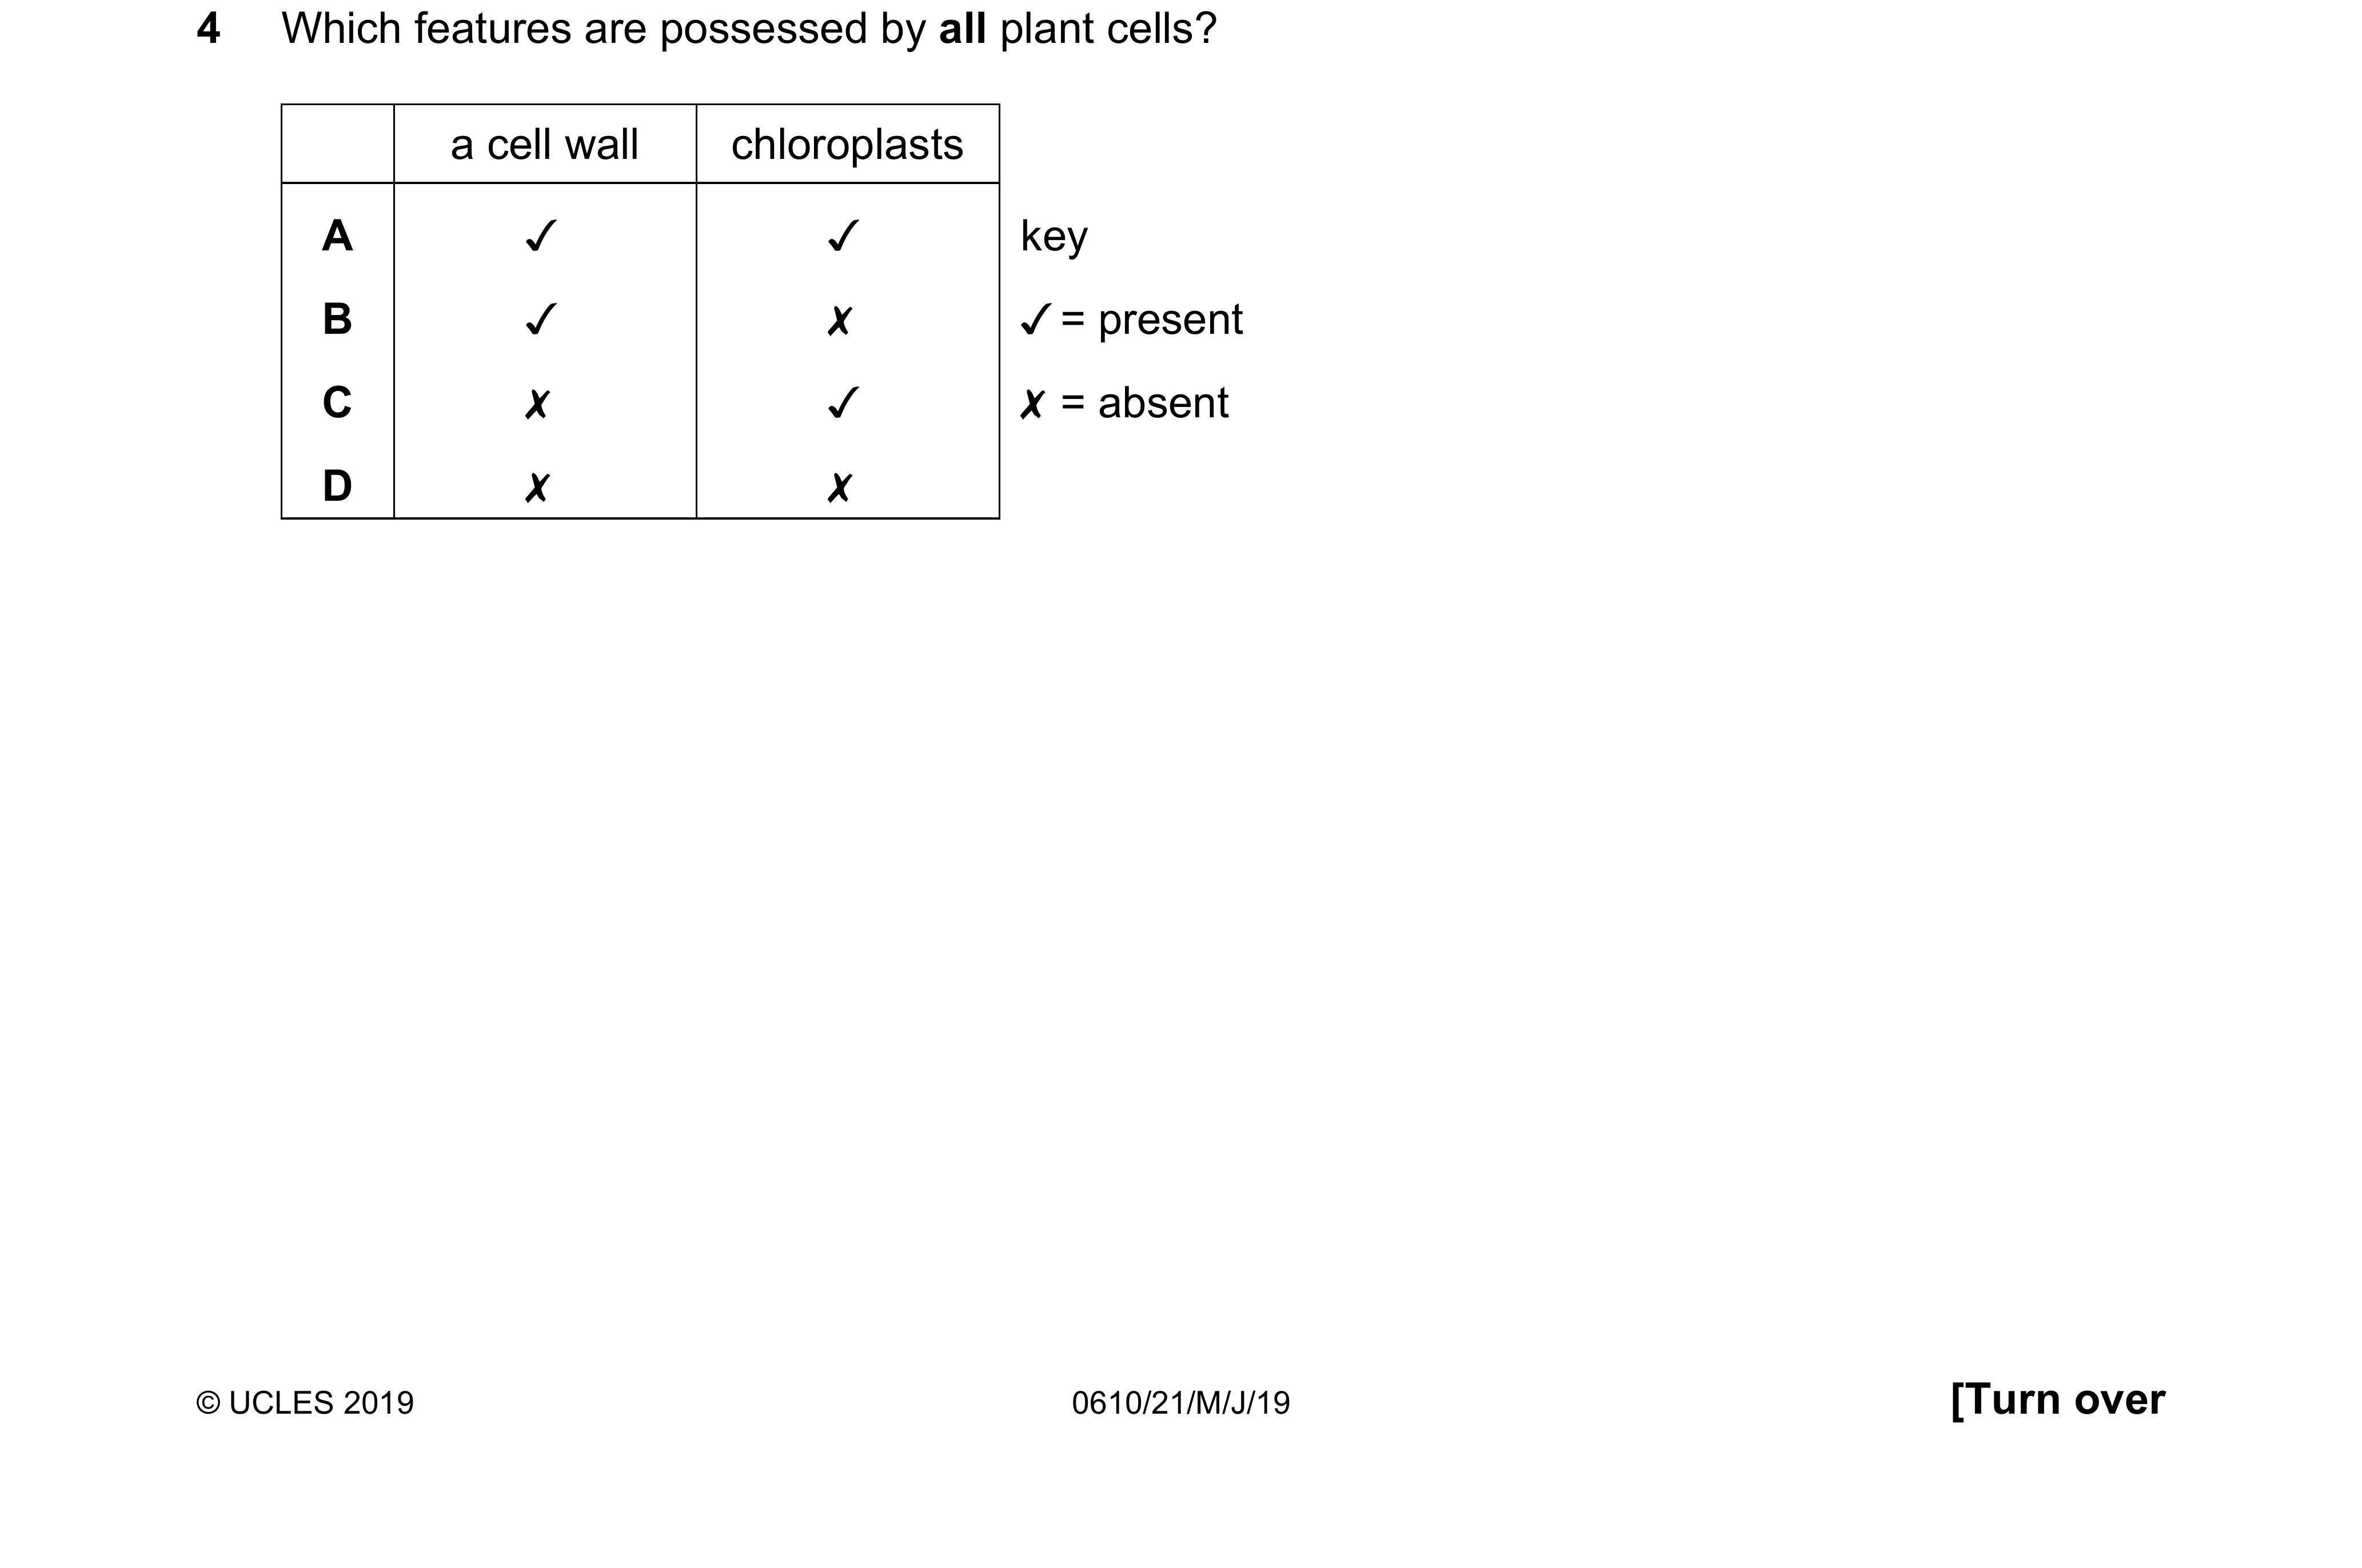 4 Which features are possessed by all plant cells?
a cell wall chloroplasts
A ✓ ✓ key
B ✓ ✗ ✓ = present
C ✗ ✓ ✗ = absent
D ✗ ✗
© UCLES 2019 0610/21/M/J/19 [Turn over